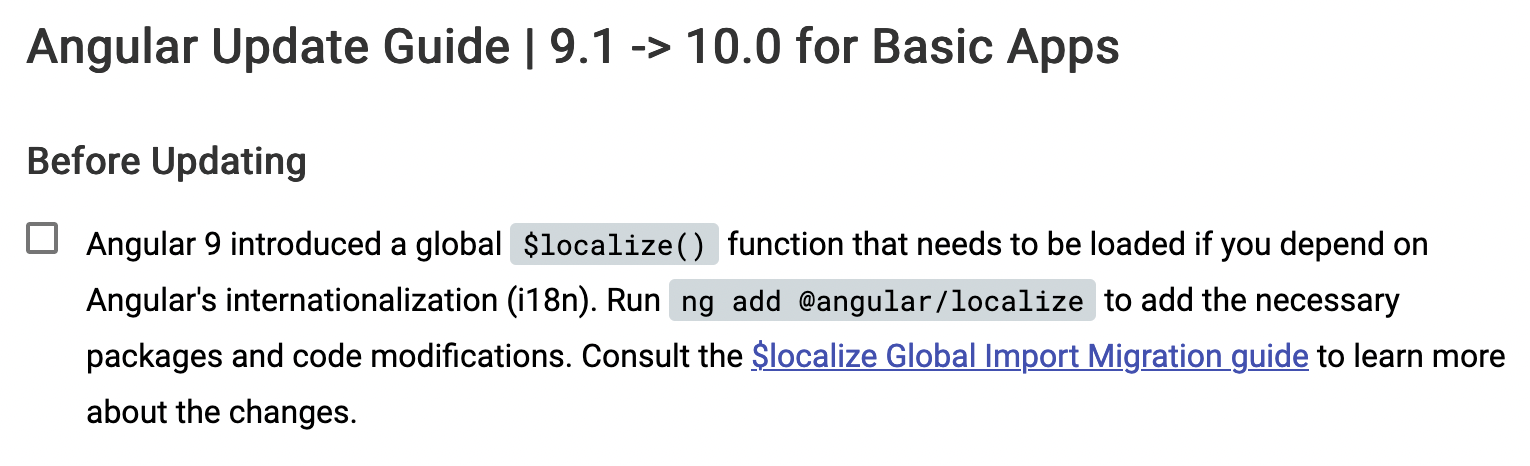 Angular Update Guide | 9.1 -> 10.0 for Basic Apps
Before Updating
Angular 9 introduced a global $localize() function that needs to be loaded if you depend on
Angular's internationalization (i18n). Run ng add @angular/localize to add the necessary
packages and code modifications. Consult the $localize Global Import Migration guide to learn more
about the changes.